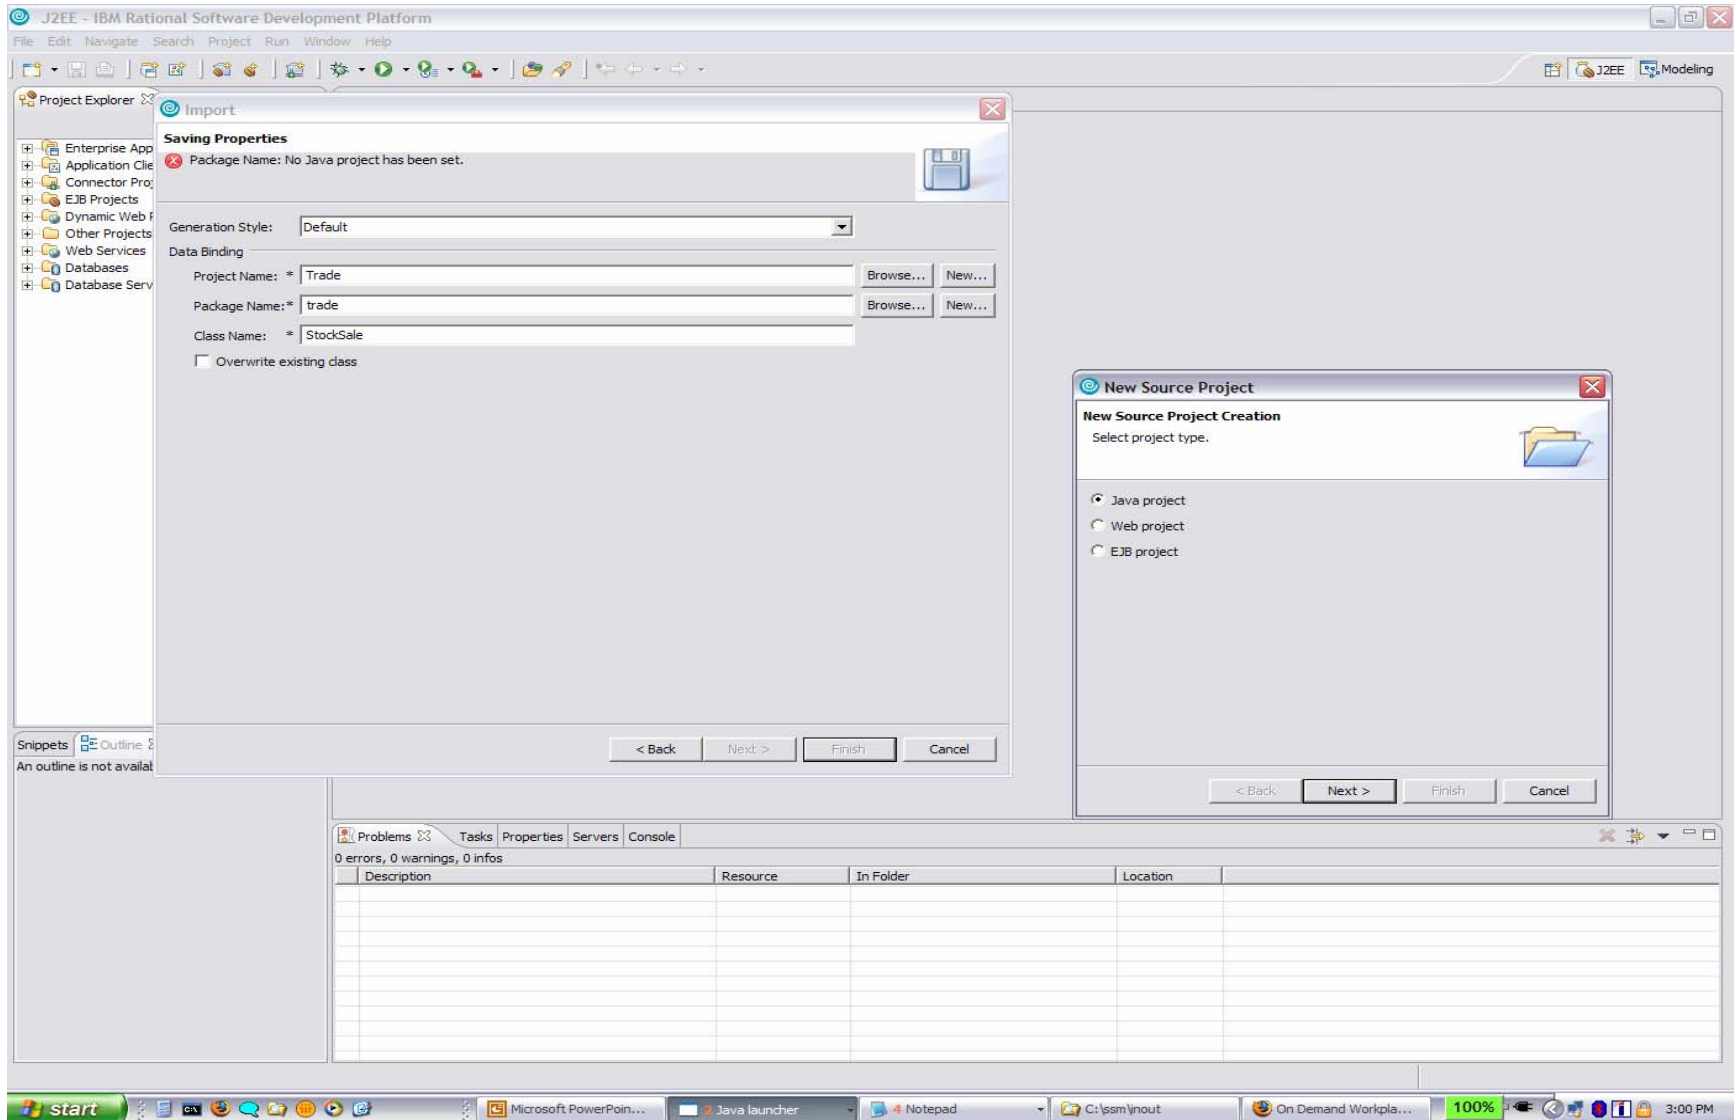 J2EE - IBM Rational Software Development Platform
File Edit Navigate Search Project Run Window Help
J2EE Modeling
Project Explorer
Enterprise App
Application Clie
Connector Proj
EJB Projects
Dynamic Web P
Other Projects
Web Services
Databases
Database Serv
Import
Saving Properties
Package Name: No Java project has been set.
Generation Style: Default
Data Binding
Project Name: * Trade Browse... New...
Package Name:* trade Browse... New...
Class Name: * StockSale
Overwrite existing class
< Back Next > Finish Cancel
New Source Project
New Source Project Creation
Select project type.
Java project
Web project
EJB project
< Back Next > Finish Cancel
Snippets Outline
An outline is not availab
Problems Tasks Properties Servers Console
0 errors, 0 warnings, 0 infos
Description Resource In Folder Location
start Microsoft PowerPoin... 2 Java launcher 4 Notepad C:\ssm\inout On Demand Workpla... 100% 3:00 PM